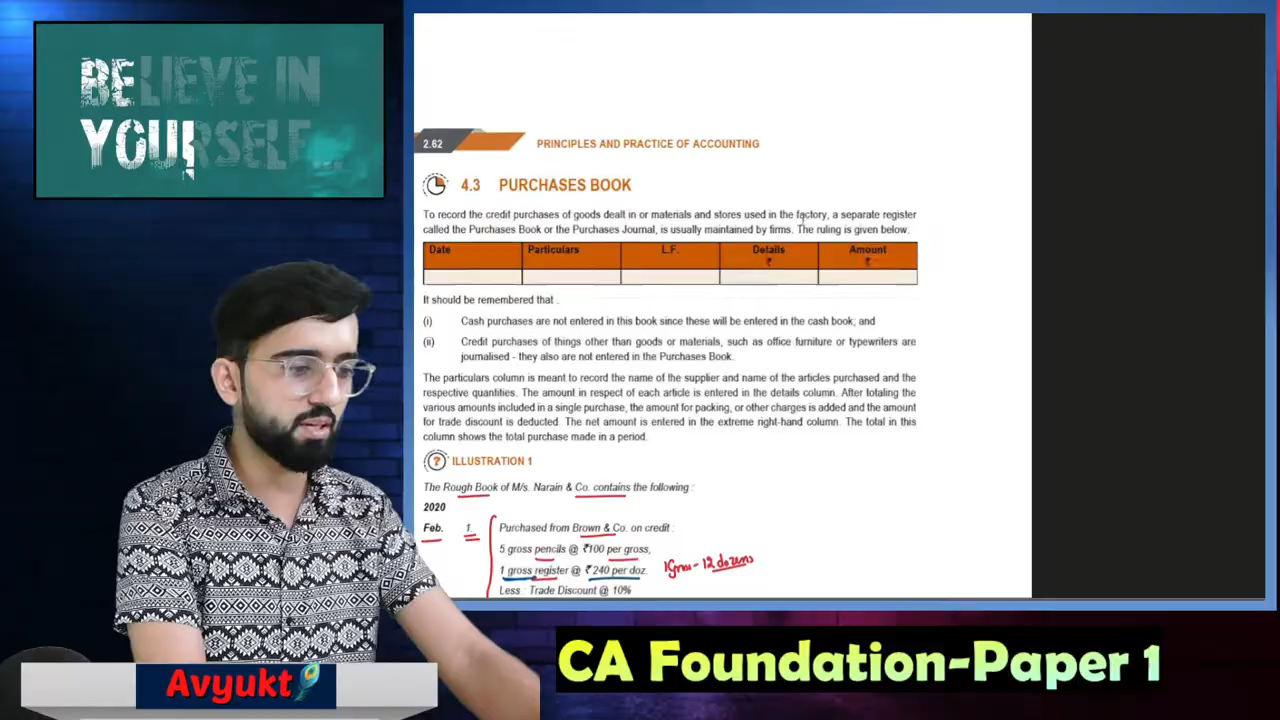 BELIEVE IN
YOURSELF
2.62
PRINCIPLES AND PRACTICE OF ACCOUNTING
4.3 PURCHASES BOOK
To record the credit purchases of goods dealt in or materials and stores used in the factory, a separate register
called the Purchases Book or the Purchases Journal, is usually maintained by firms. The ruling is given below.
Date Particulars L.F. Details Amount
₹ ₹
It should be remembered that .
(i) Cash purchases are not entered in this book since these will be entered in the cash book; and
(ii) Credit purchases of things other than goods or materials, such as office furniture or typewriters are
journalised - they also are not entered in the Purchases Book.
The particulars column is meant to record the name of the supplier and name of the articles purchased and the
respective quantities. The amount in respect of each article is entered in the details column. After totaling the
various amounts included in a single purchase, the amount for packing, or other charges is added and the amount
for trade discount is deducted. The net amount is entered in the extreme right-hand column. The total in this
column shows the total purchase made in a period.
? ILLUSTRATION 1
The Rough Book of M/s. Narain & Co. contains the following :
2020
Feb. 1. Purchased from Brown & Co. on credit :
5 gross pencils @ ₹100 per gross,
1 gross register @ ₹ 240 per doz.
1 Gross - 12 dozens
Less : Trade Discount @ 10%
CA Foundation-Paper 1
Avyukt